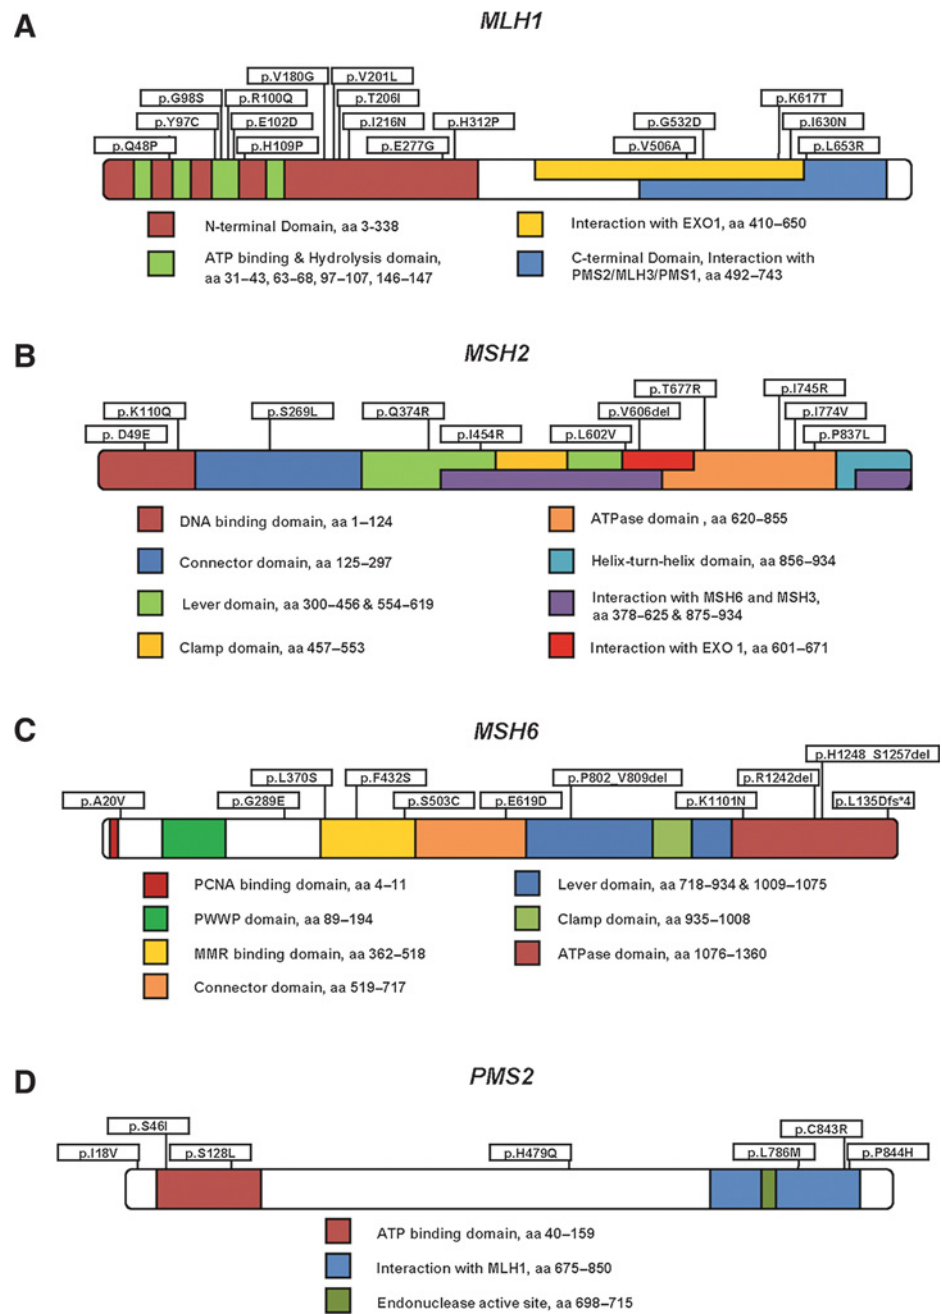 A
MLH1
p.V180G p.V201L
p.G98S p.R100Q p.T206I p.K617T
p.Y97C p.E102D p.I216N p.H312P p.G532D p.I630N
p.Q48P p.H109P p.E277G p.V506A p.L653R
N-terminal Domain, aa 3-338
ATP binding & Hydrolysis domain,
aa 31–43, 63–68, 97–107, 146–147
Interaction with EXO1, aa 410–650
C-terminal Domain, Interaction with
PMS2/MLH3/PMS1, aa 492–743
B
MSH2
p.T677R p.I745R
p.K110Q p.S269L p.Q374R p.V606del p.I774V
p. D49E p.I454R p.L602V p.P837L
DNA binding domain, aa 1–124
Connector domain, aa 125–297
Lever domain, aa 300–456 & 554–619
Clamp domain, aa 457–553
ATPase domain , aa 620–855
Helix-turn-helix domain, aa 856–934
Interaction with MSH6 and MSH3,
aa 378–625 & 875–934
Interaction with EXO 1, aa 601–671
C
MSH6
p.H1248_S1257del
p.L370S p.F432S p.P802_V809del p.R1242del
p.A20V p.G289E p.S503C p.E619D p.K1101N p.L135Dfs*4
PCNA binding domain, aa 4–11
PWWP domain, aa 89–194
MMR binding domain, aa 362–518
Connector domain, aa 519–717
Lever domain, aa 718–934 & 1009–1075
Clamp domain, aa 935–1008
ATPase domain, aa 1076–1360
D
PMS2
p.S46I p.C843R
p.I18V p.S128L p.H479Q p.L786M p.P844H
ATP binding domain, aa 40–159
Interaction with MLH1, aa 675–850
Endonuclease active site, aa 698–715